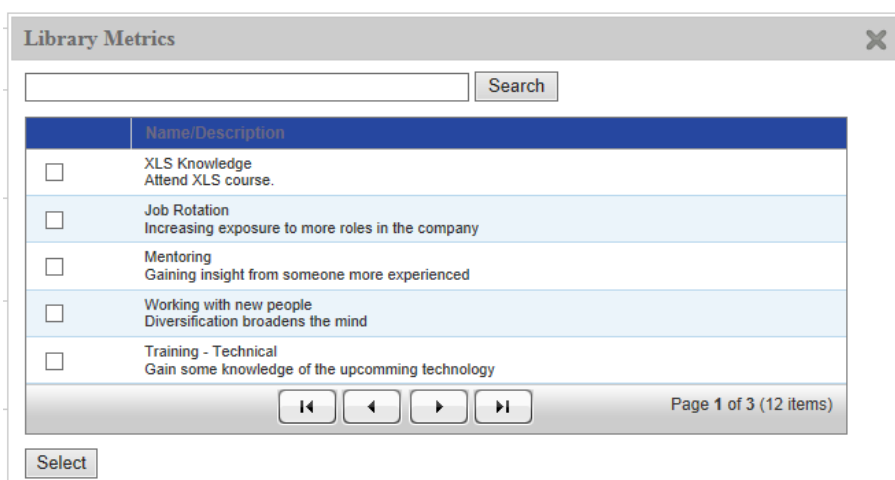 Library Metrics
Search
Name/Description
XLS Knowledge
Attend XLS course.
Job Rotation
Increasing exposure to more roles in the company
Mentoring
Gaining insight from someone more experienced
Working with new people
Diversification broadens the mind
Training - Technical
Gain some knowledge of the upcomming technology
Page 1 of 3 (12 items)
Select